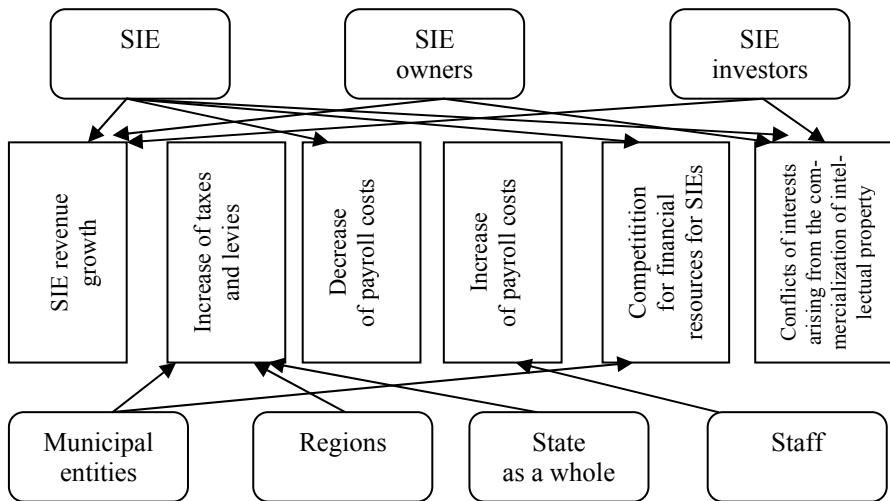 SIE
SIE
owners
SIE
investors
SIE revenue
growth
Increase of taxes
and levies
Decrease
of payroll costs
Increase
of payroll costs
Competitition
for financial
resources for SIEs
Conflicts of interests
arising from the com-
mercialization of intel-
lectual property
Municipal
entities
Regions
State
as a whole
Staff